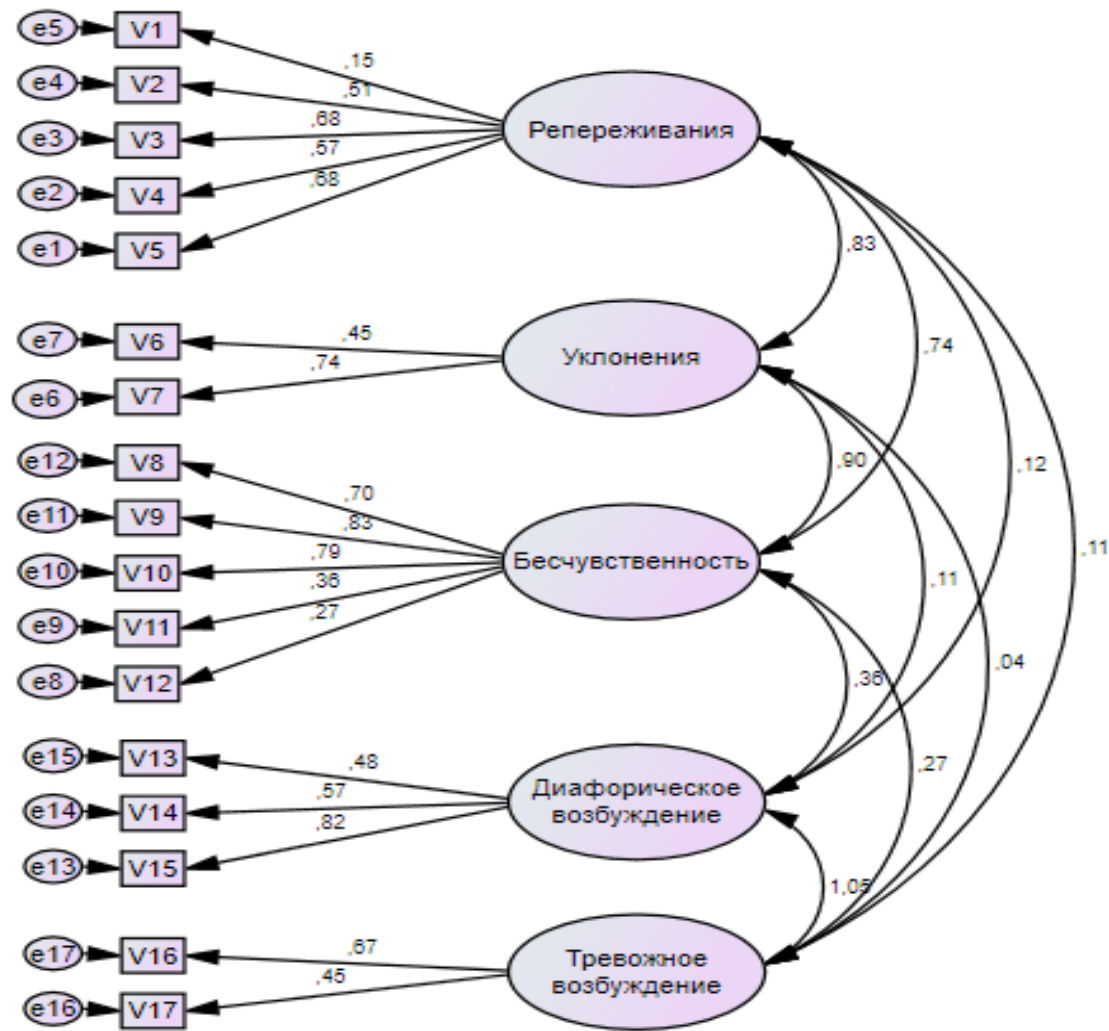 e5 V1
,15
e4 V2
,51
e3 V3
,68
e2 V4
,57
e1 V5
,68
Репереживания
,83
e7 V6
,45
e6 V7
,74
Уклонения
,74
,90
,12
,11
e12 V8
,70
e11 V9
,83
e10 V10
,79
e9 V11
,36
e8 V12
,27
Бесчувственность
,11
,04
,36
,27
e15 V13
,48
e14 V14
,57
e13 V15
,82
Диафорическое
возбуждение
1,05
e17 V16
,67
e16 V17
,45
Тревожное
возбуждение